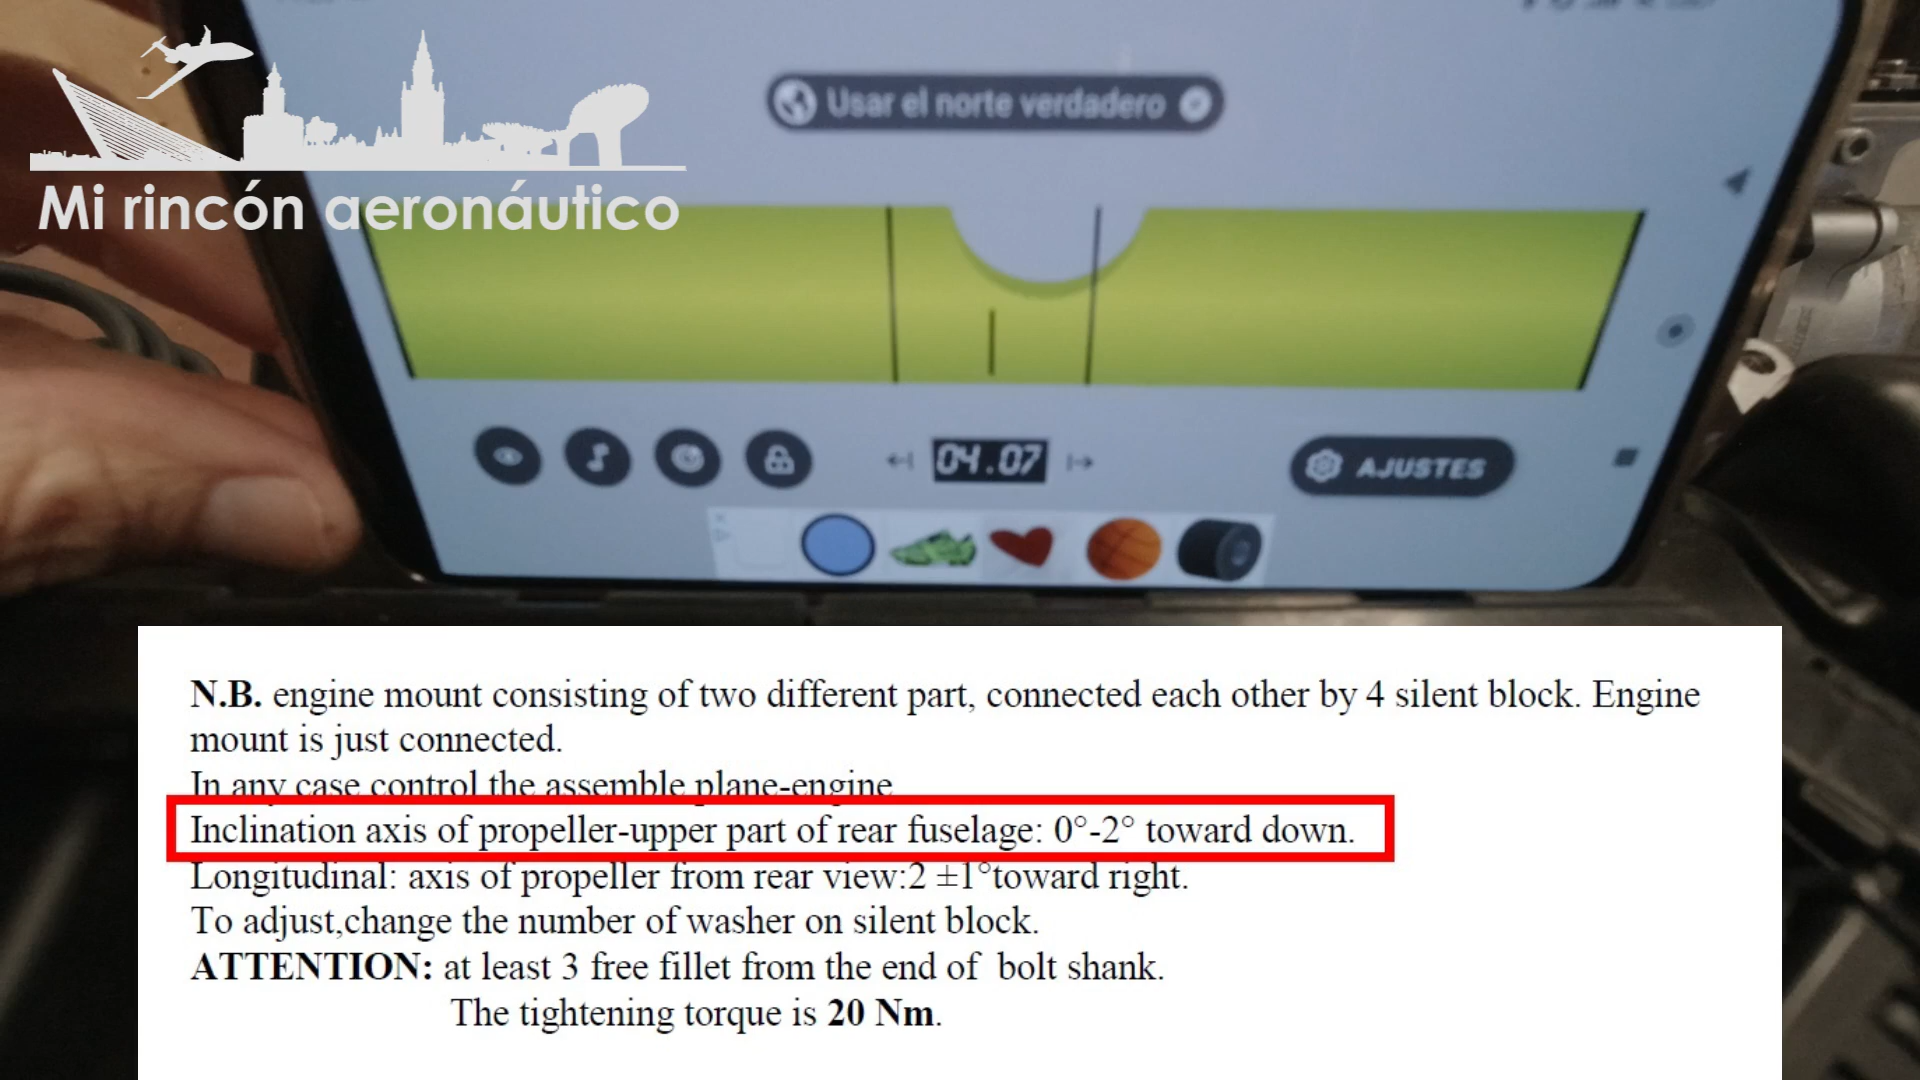 Usar el norte verdadero
Mi rincón aeronáutico
04.07
AJUSTES
N.B. engine mount consisting of two different part, connected each other by 4 silent block. Engine
mount is just connected.
In any case control the assemble plane-engine
Inclination axis of propeller-upper part of rear fuselage: 0°-2° toward down.
Longitudinal: axis of propeller from rear view:2 ±1°toward right.
To adjust,change the number of washer on silent block.
ATTENTION: at least 3 free fillet from the end of bolt shank.
The tightening torque is 20 Nm.